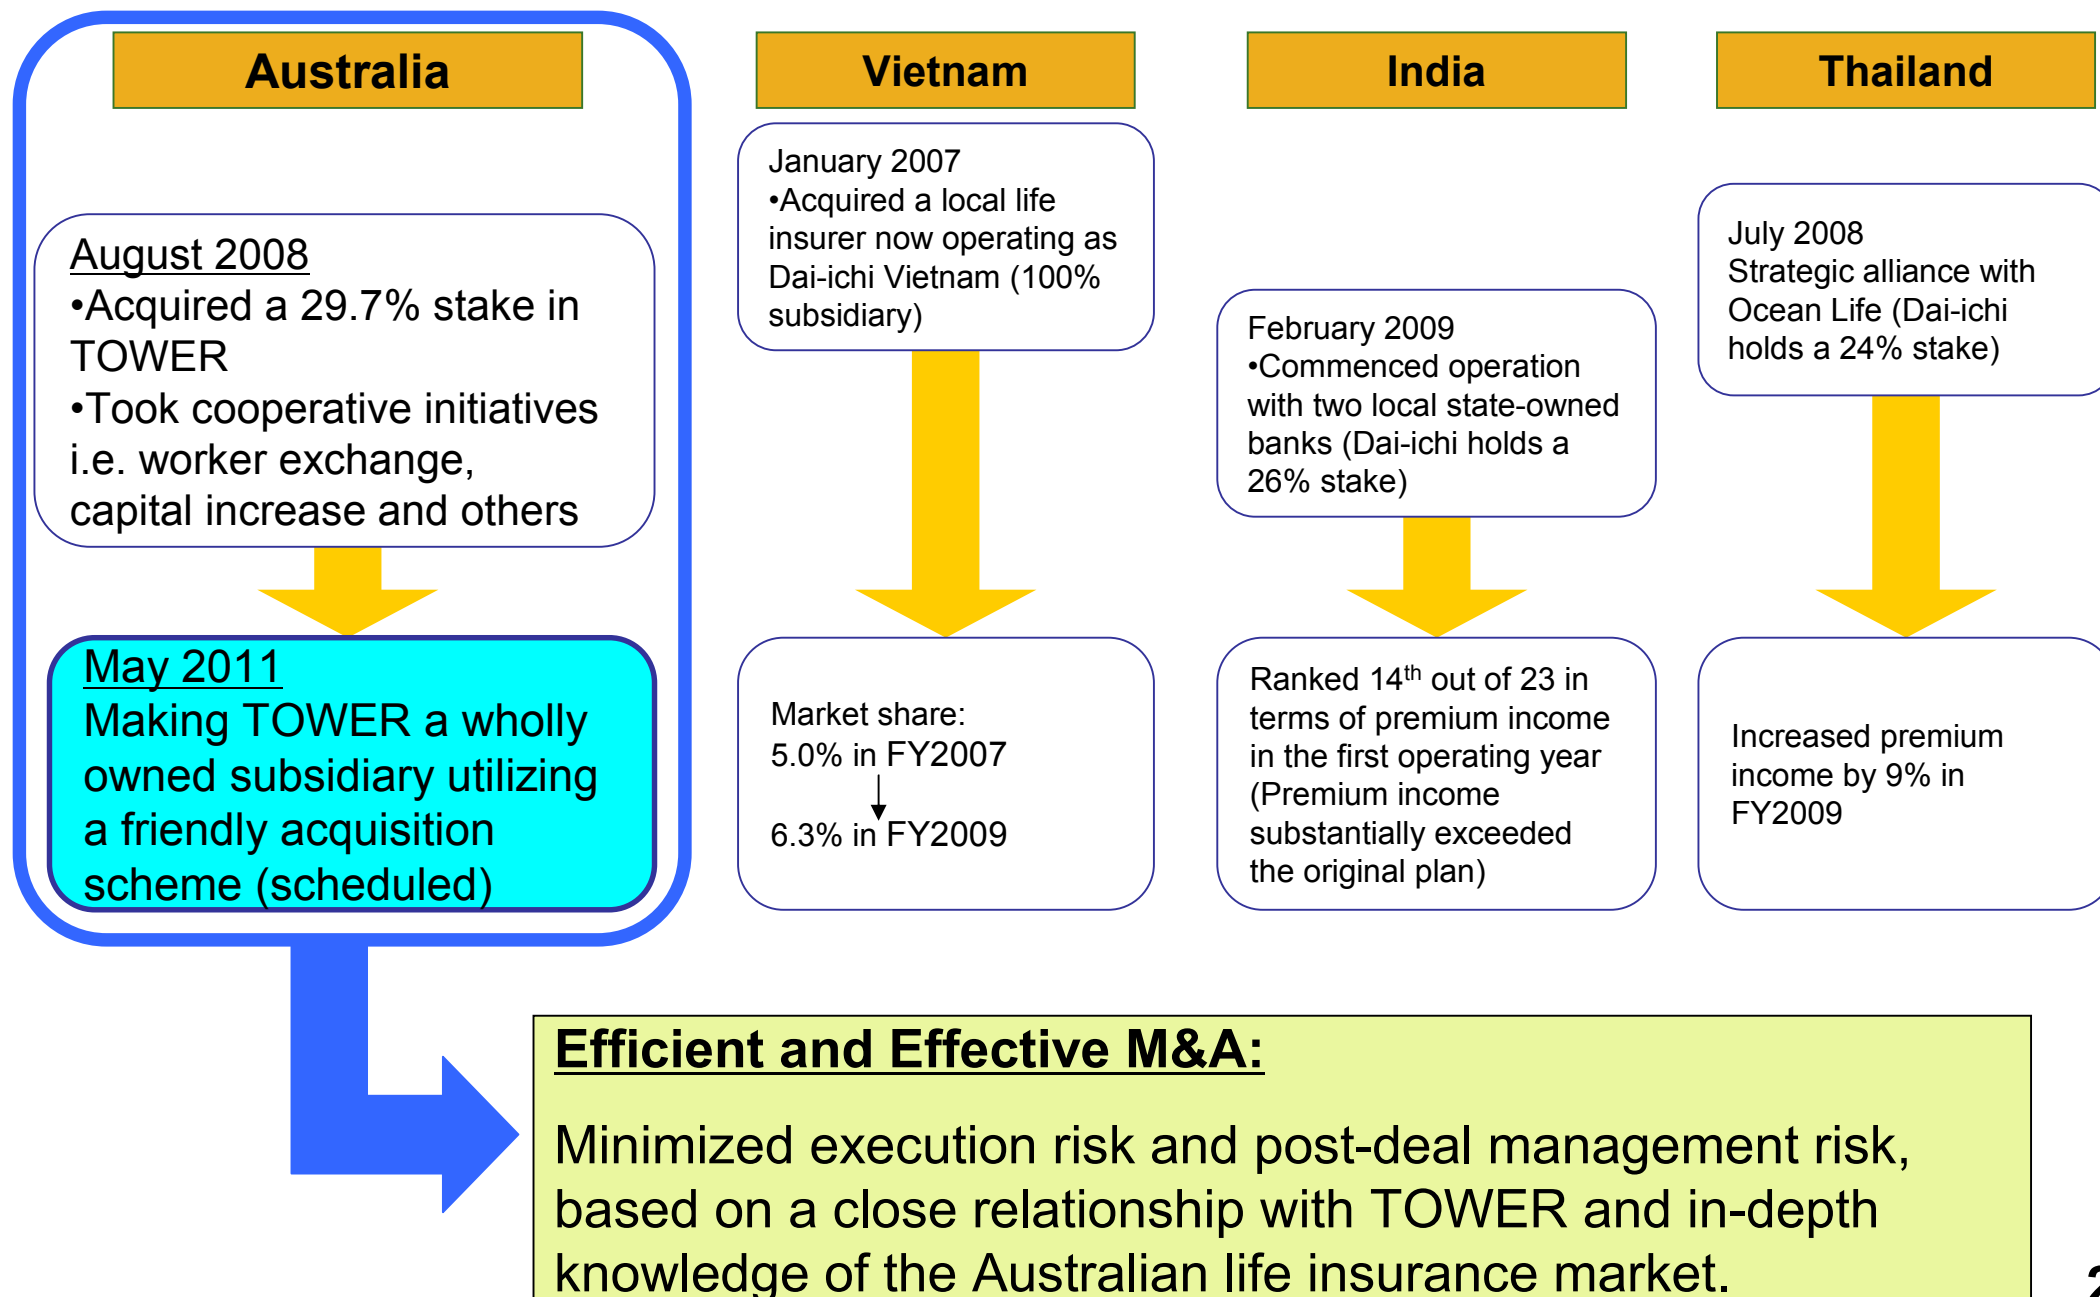 Australia
August 2008
•Acquired a 29.7% stake in
TOWER
•Took cooperative initiatives
i.e. worker exchange,
capital increase and others
May 2011
Making TOWER a wholly
owned subsidiary utilizing
a friendly acquisition
scheme (scheduled)
Vietnam
January 2007
•Acquired a local life
insurer now operating as
Dai-ichi Vietnam (100%
subsidiary)
Market share:
5.0% in FY2007
6.3% in FY2009
India
February 2009
•Commenced operation
with two local state-owned
banks (Dai-ichi holds a
26% stake)
Ranked 14th out of 23 in
terms of premium income
in the first operating year
(Premium income
substantially exceeded
the original plan)
Thailand
July 2008
Strategic alliance with
Ocean Life (Dai-ichi
holds a 24% stake)
Increased premium
income by 9% in
FY2009
Efficient and Effective M&A:
Minimized execution risk and post-deal management risk,
based on a close relationship with TOWER and in-depth
knowledge of the Australian life insurance market.